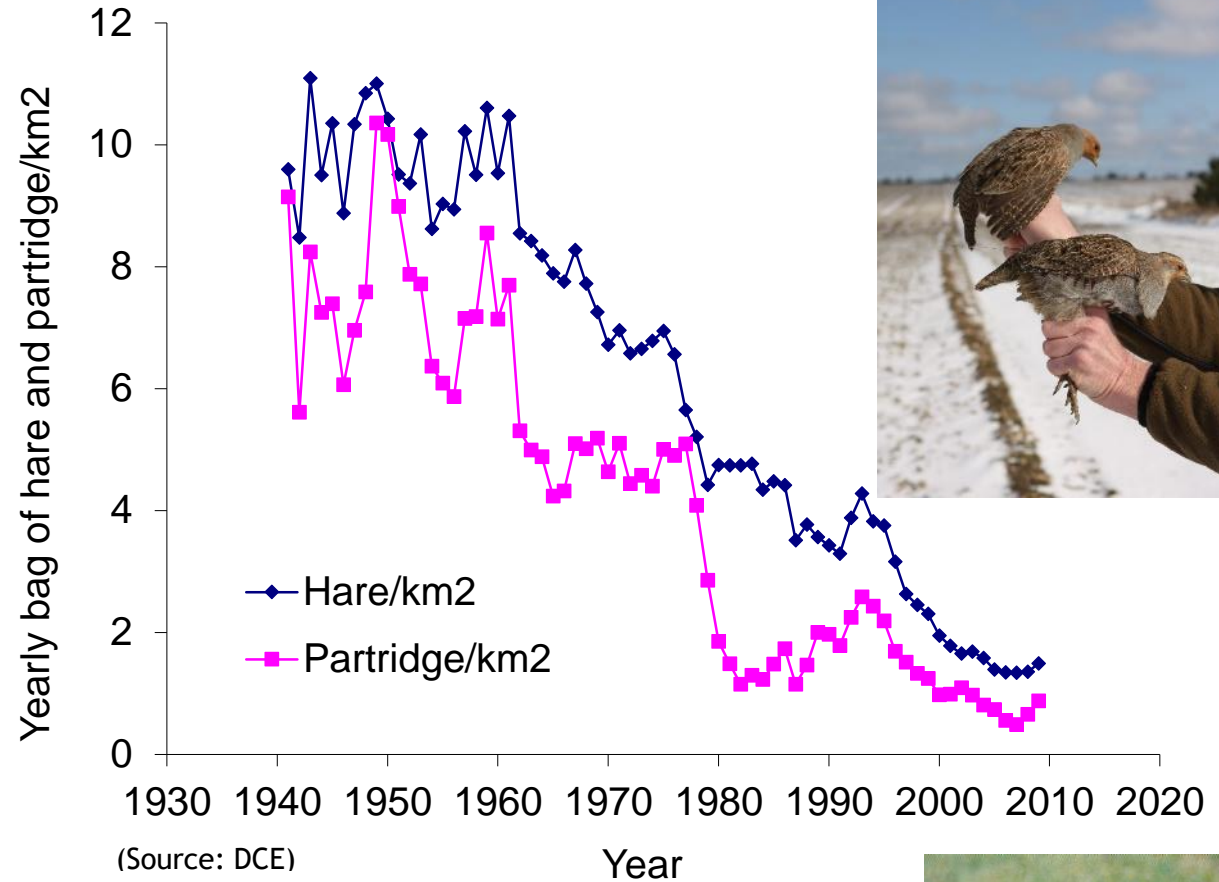 Yearly bag of hare and partridge/km2
12
10
8
6
4
2
0
Hare/km2
Partridge/km2
1930 1940 1950 1960 1970 1980 1990 2000 2010 2020
(Source: DCE)
Year